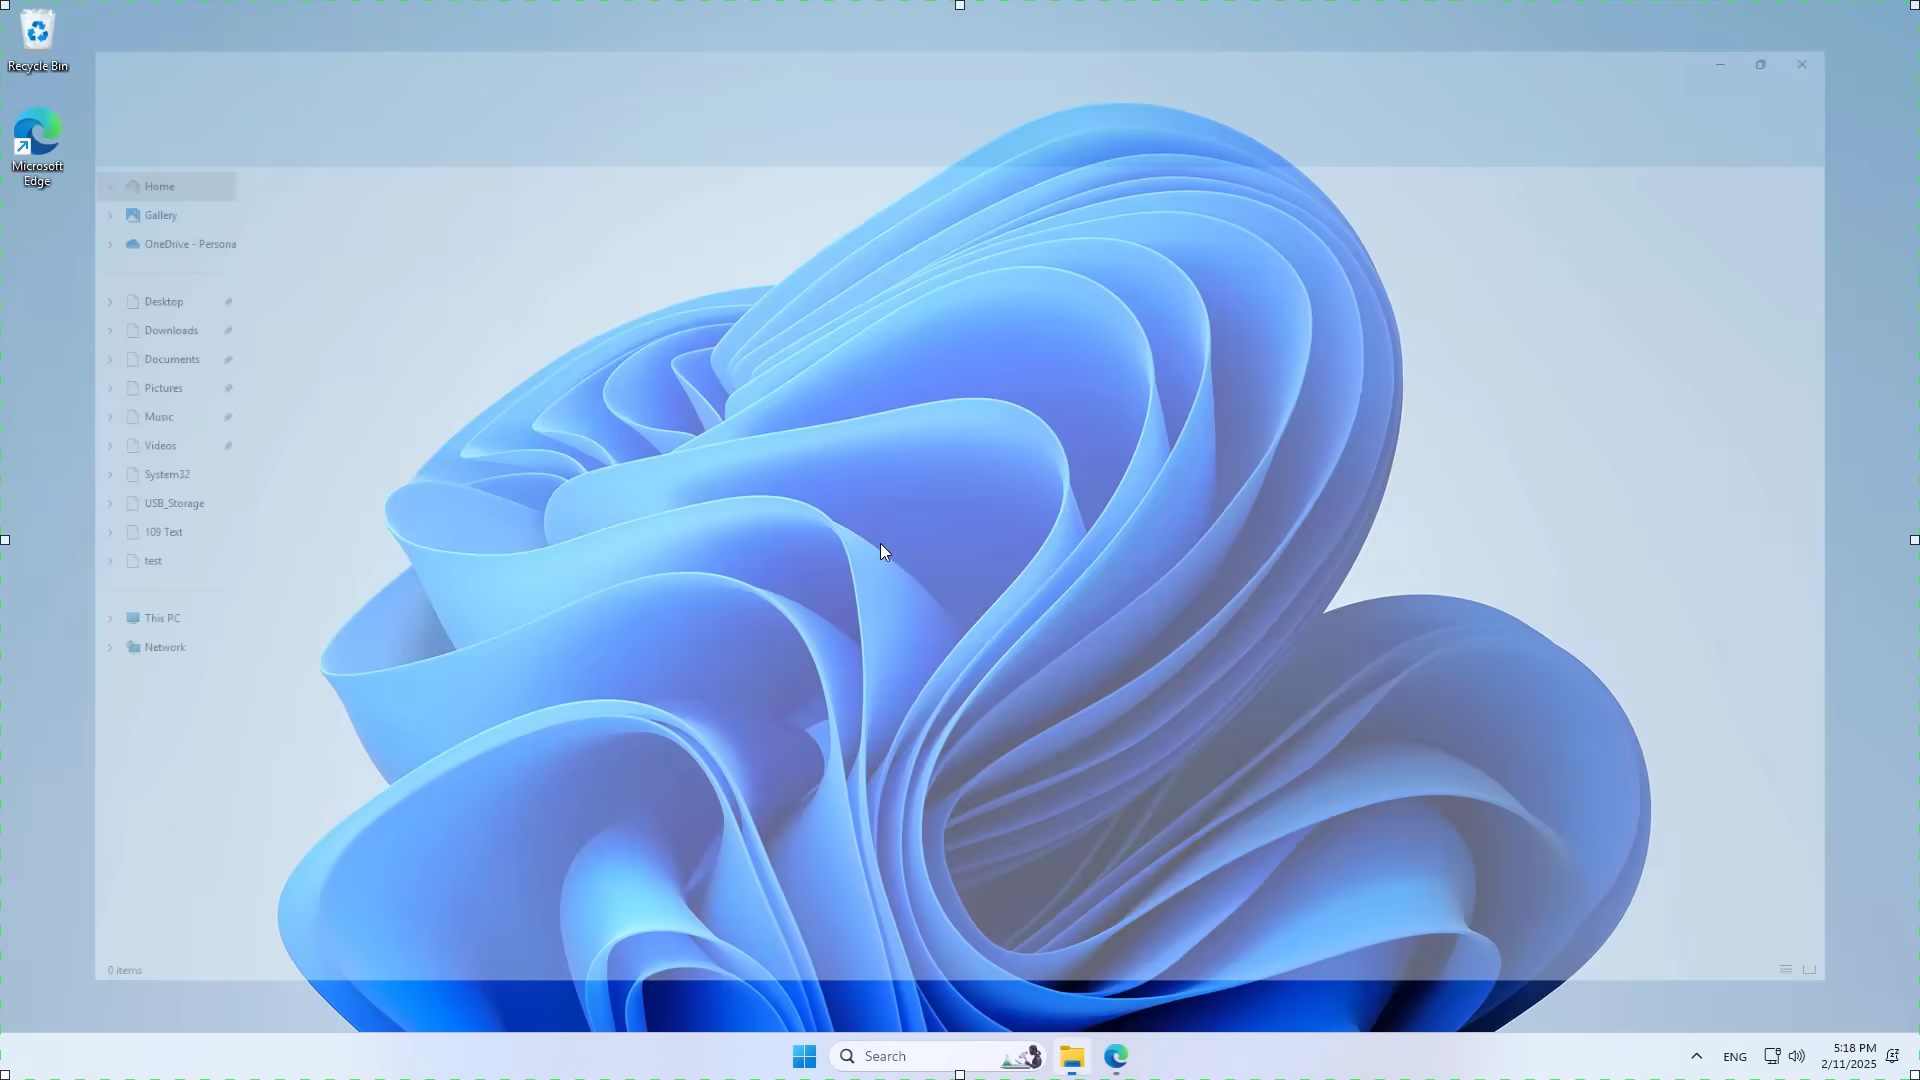 Recycle Bin
Microsoft
Edge
Home
Gallery
OneDrive - Persona
Desktop
Downloads
Documents
Pictures
Music
Videos
System32
USB_Storage
109 Text
test
This PC
Network
0 items
Search
ENG
5:18 PM
2/11/2025